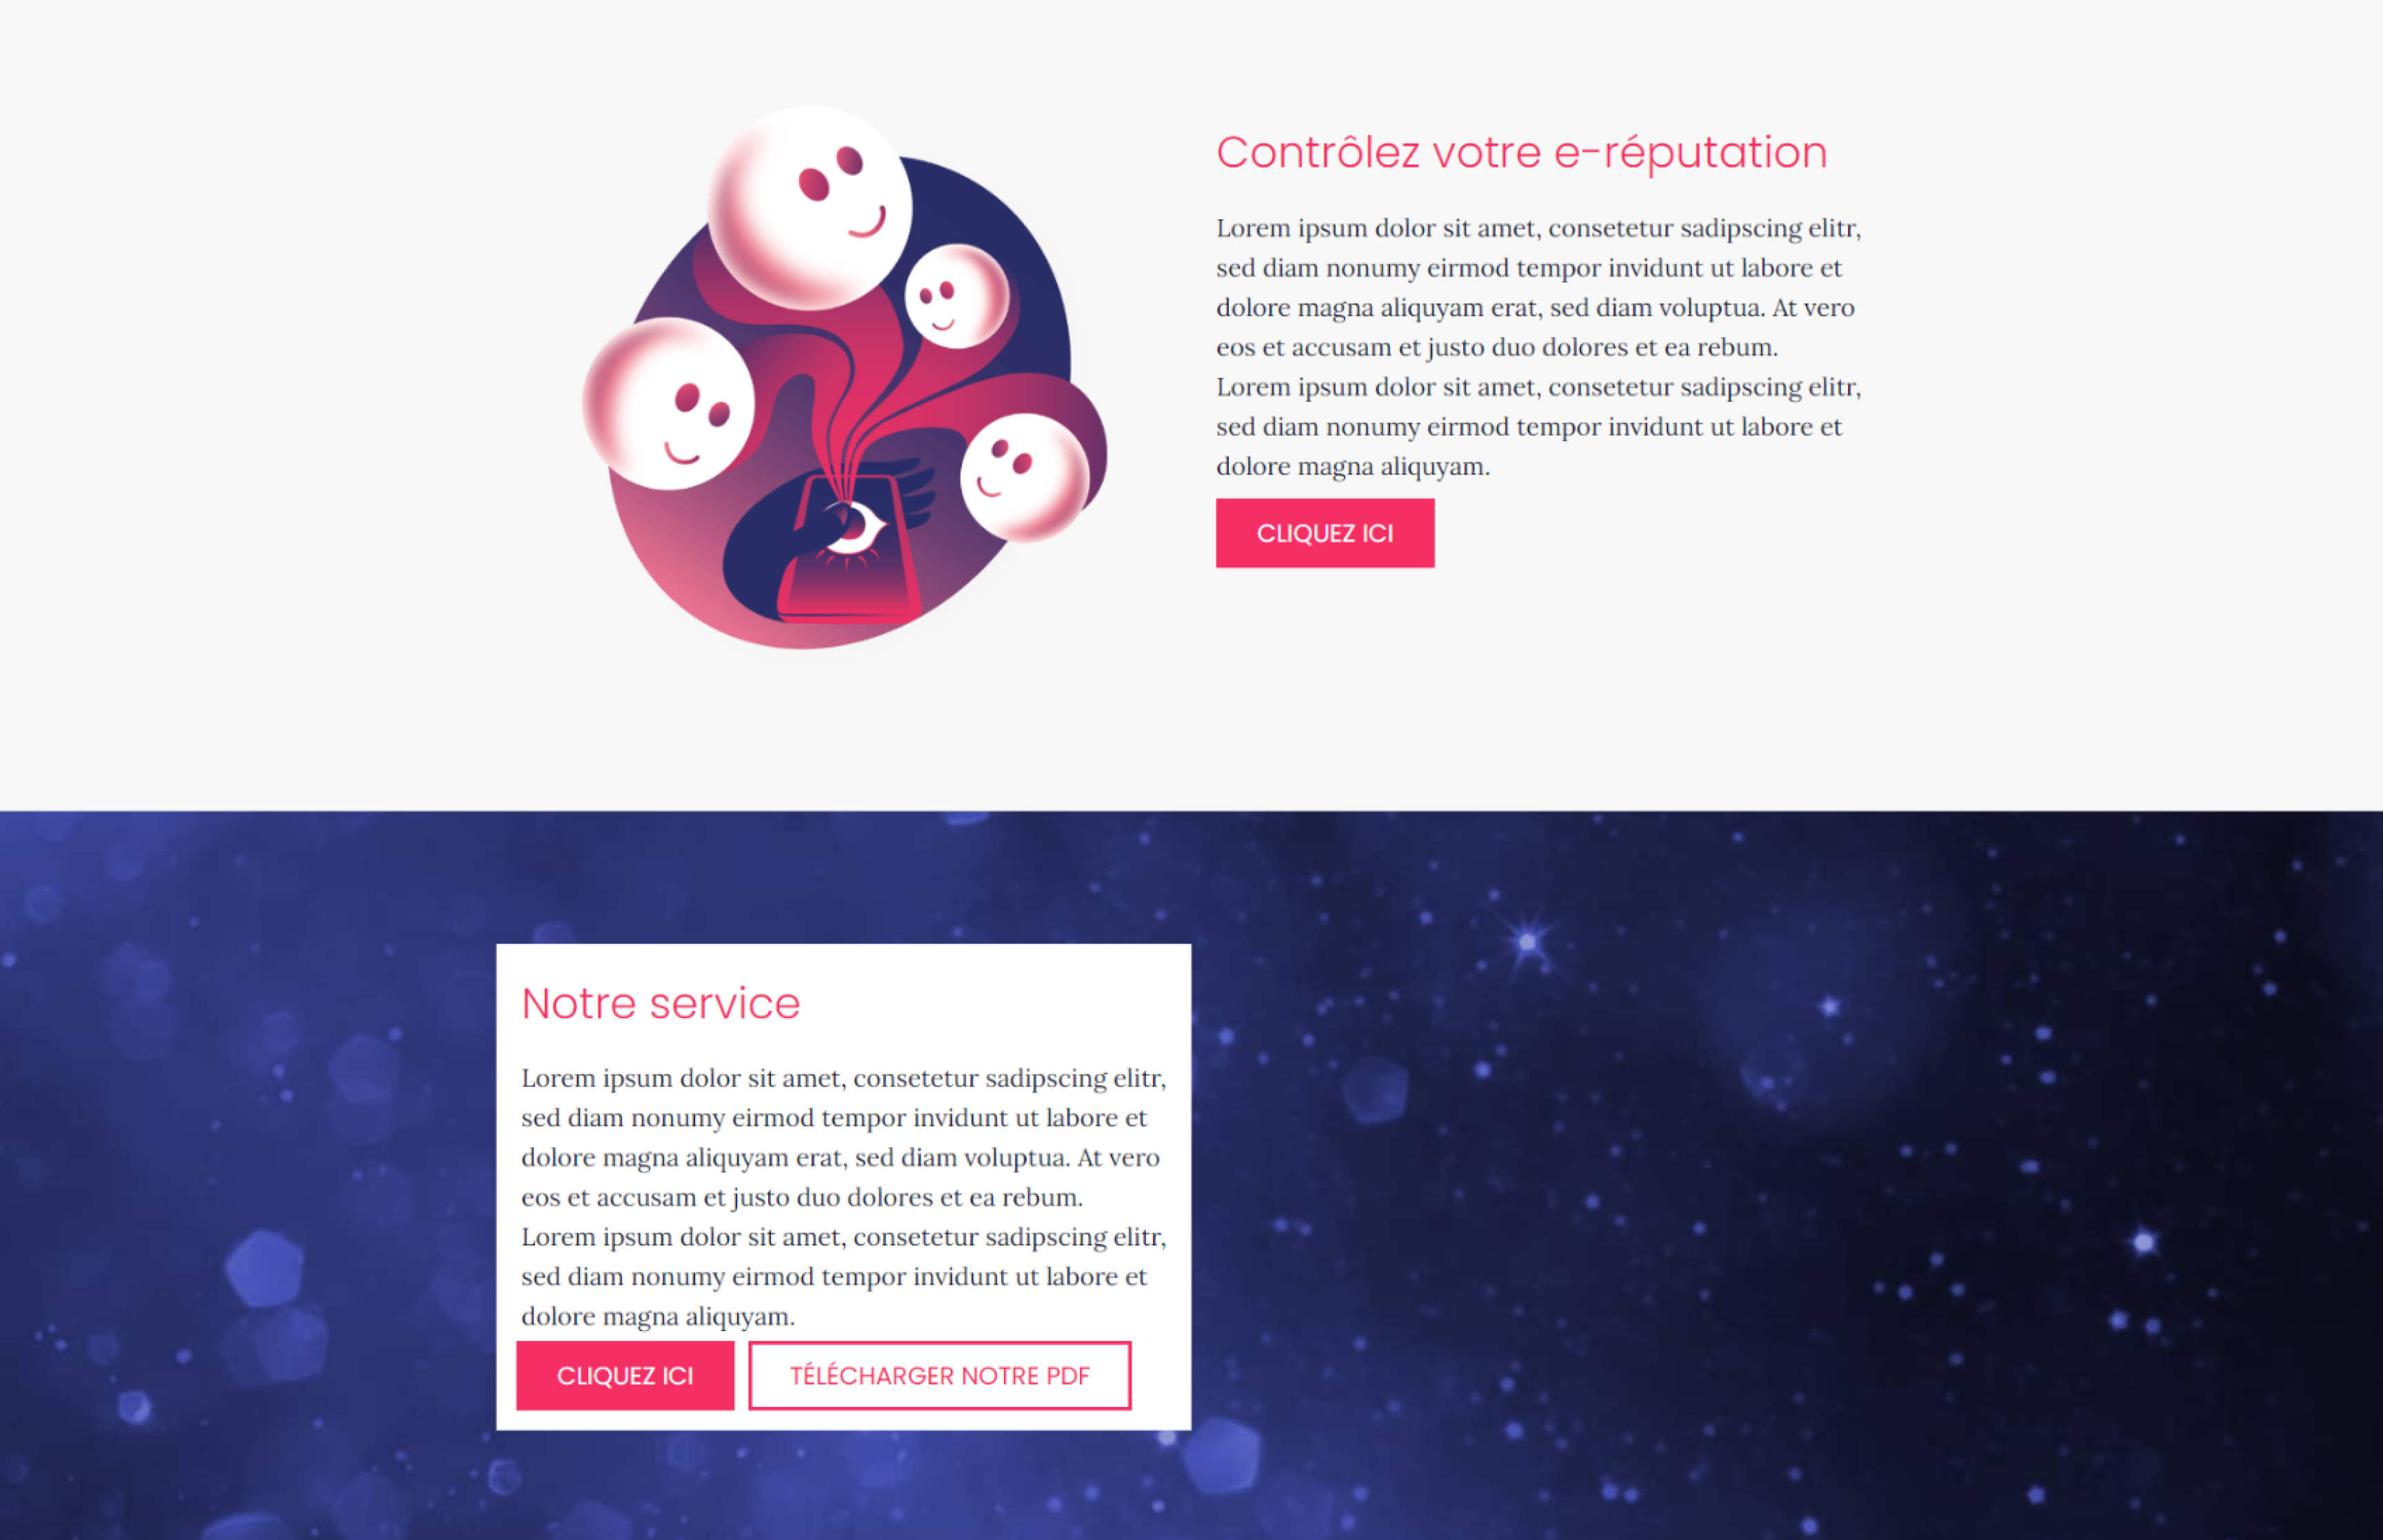 Contrôlez votre e-réputation
Lorem ipsum dolor sit amet, consetetur sadipscing elitr,
sed diam nonumy eirmod tempor invidunt ut labore et
dolore magna aliquyam erat, sed diam voluptua. At vero
eos et accusam et justo duo dolores et ea rebum.
Lorem ipsum dolor sit amet, consetetur sadipscing elitr,
sed diam nonumy eirmod tempor invidunt ut labore et
dolore magna aliquyam.
CLIQUEZ ICI
Notre service
Lorem ipsum dolor sit amet, consetetur sadipscing elitr,
sed diam nonumy eirmod tempor invidunt ut labore et
dolore magna aliquyam erat, sed diam voluptua. At vero
eos et accusam et justo duo dolores et ea rebum.
Lorem ipsum dolor sit amet, consetetur sadipscing elitr,
sed diam nonumy eirmod tempor invidunt ut labore et
dolore magna aliquyam.
CLIQUEZ ICI
TÉLÉCHARGER NOTRE PDF